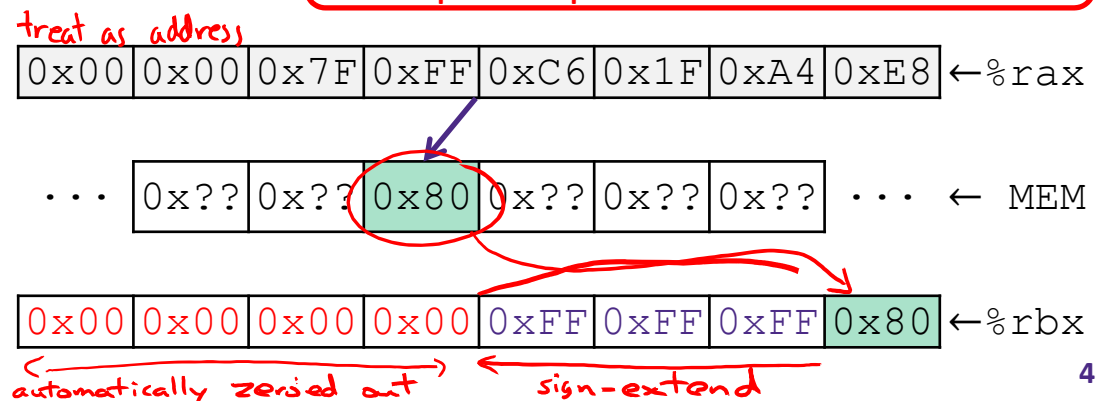 treat as address
0x00 0x00 0x7F 0xFF 0xC6 0x1F 0xA4 0xE8 ←%rax
··· 0x?? 0x?? 0x80 0x?? 0x?? 0x?? ··· ← MEM
0x00 0x00 0x00 0x00 0xFF 0xFF 0xFF 0x80 ←%rbx
automatically zeroed out sign-extend 4